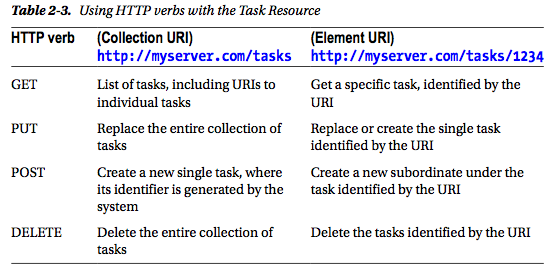 Table 2-3. Using HTTP verbs with the Task Resource
HTTP verb (Collection URI) (Element URI)
http://myserver.com/tasks http://myserver.com/tasks/1234
GET List of tasks, including URIs to Get a specific task, identified by the
individual tasks URI
PUT Replace the entire collection of Replace or create the single task
tasks identified by the URI
POST Create a new single task, where Create a new subordinate under the
its identifier is generated by the task identified by the URI
system
DELETE Delete the entire collection of Delete the tasks identified by the URI
tasks